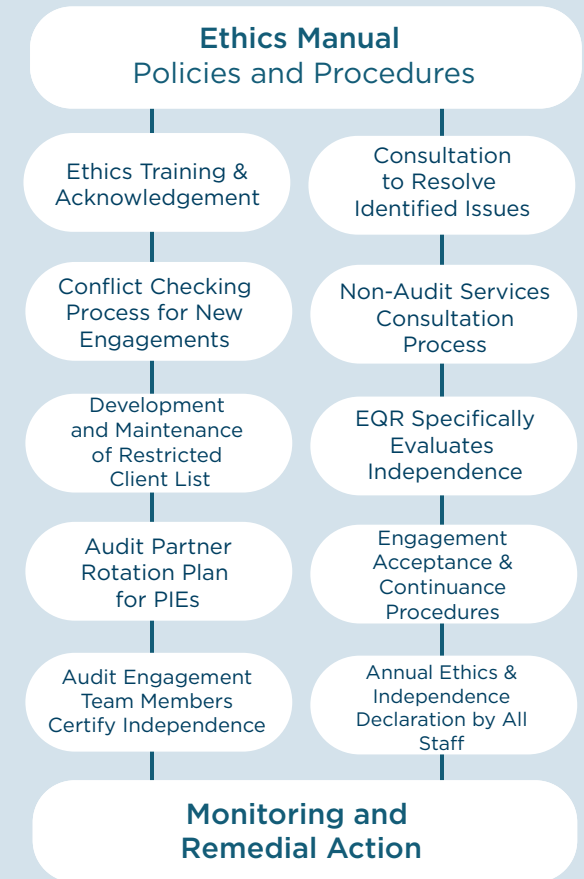 Ethics Manual
Policies and Procedures
Ethics Training &
Acknowledgement
Conflict Checking
Process for New
Engagements
Development
and Maintenance
of Restricted
Client List
Audit Partner
Rotation Plan
for PIEs
Audit Engagement
Team Members
Certify Independence
Consultation
to Resolve
Identified Issues
Non-Audit Services
Consultation
Process
EQR Specifically
Evaluates
Independence
Engagement
Acceptance &
Continuance
Procedures
Annual Ethics &
Independence
Declaration by All
Staff
Monitoring and
Remedial Action